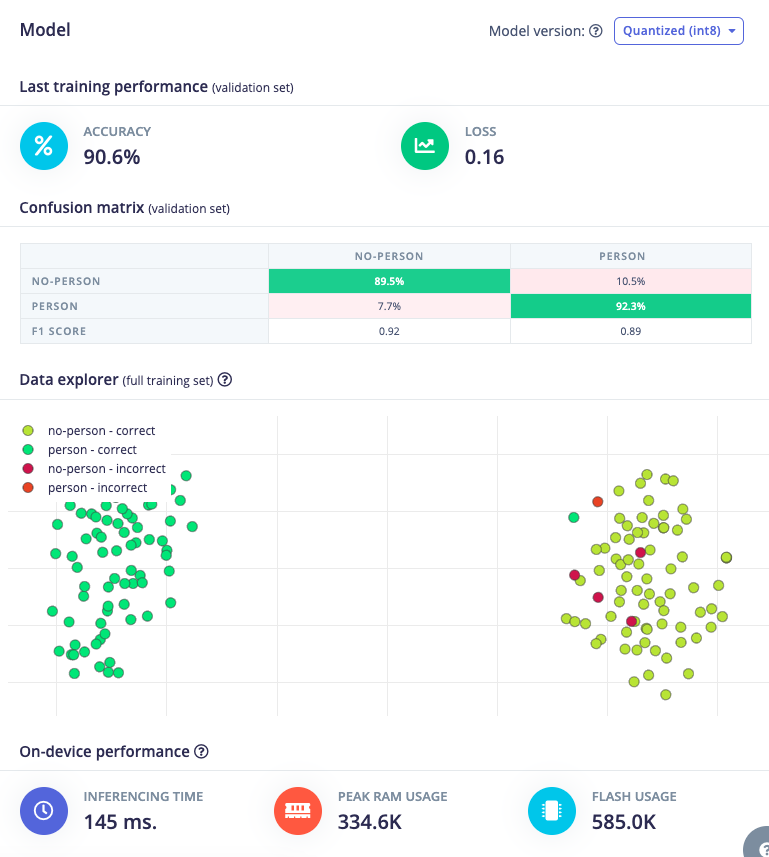 Model
Model version: ? Quantized (int8)
Last training performance (validation set)
% ACCURACY
90.6%
LOSS
0.16
Confusion matrix (validation set)
NO-PERSON PERSON
NO-PERSON 89.5% 10.5%
PERSON 7.7% 92.3%
F1 SCORE 0.92 0.89
Data explorer (full training set) ?
no-person - correct
person - correct
no-person - incorrect
person - incorrect
On-device performance ?
INFERENCING TIME
145 ms.
PEAK RAM USAGE
334.6K
FLASH USAGE
585.0K
?